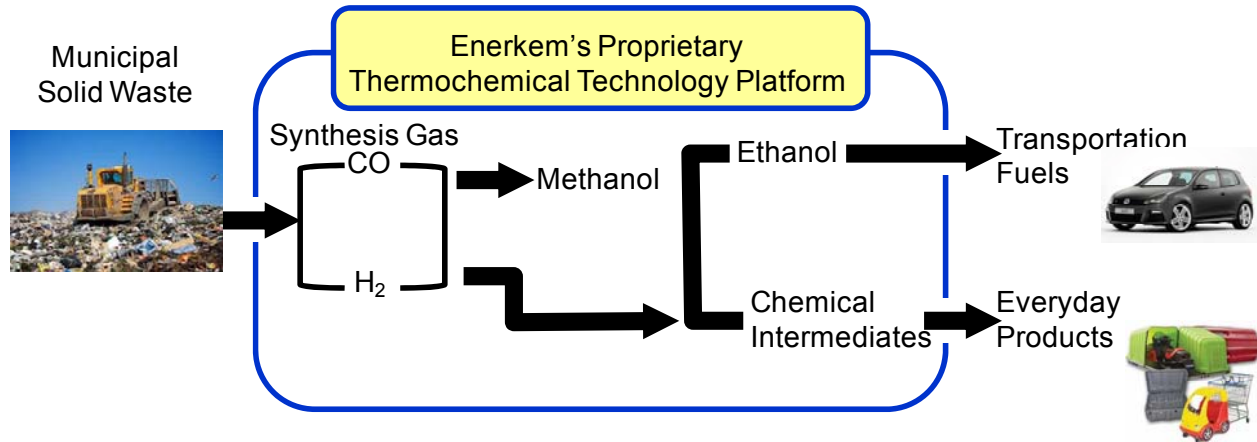 Enerkem's Proprietary
Thermochemical Technology Platform
Municipal
Solid Waste
Synthesis Gas
CO
H₂
Methanol
Ethanol
Chemical
Intermediates
Transportation
Fuels
Everyday
Products